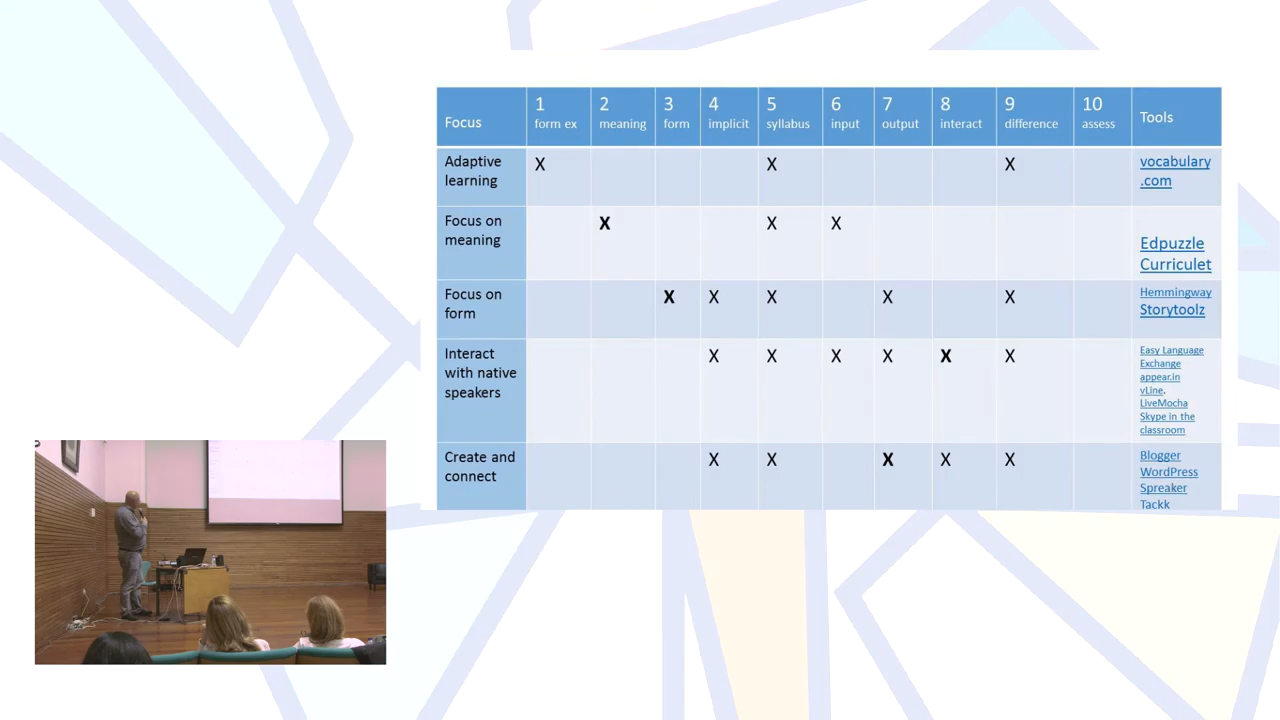 Focus 1 form ex 2 meaning 3 form 4 implicit 5 syllabus 6 input 7 output 8 interact 9 difference 10 assess Tools
Adaptive learning X X X vocabulary.com
Focus on meaning X X X Edpuzzle Curriculet
Focus on form X X X X X Hemmingway Storytoolz
Interact with native speakers X X X X X X Easy Language Exchange appear.in vLine. LiveMocha Skype in the classroom
Create and connect X X X X X Blogger WordPress Spreaker Tackk